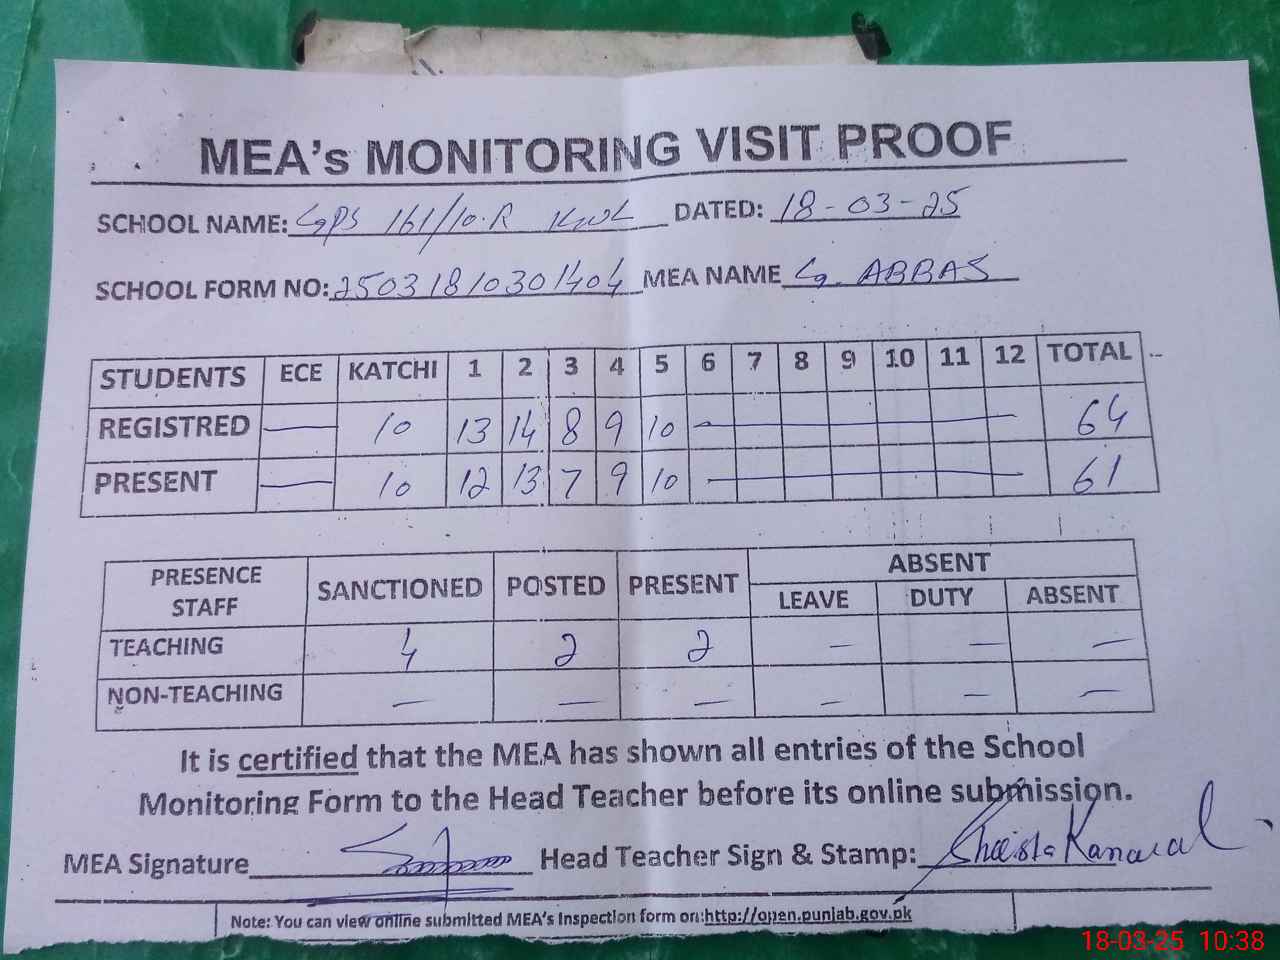 MEA's MONITORING VISIT PROOF
SCHOOL NAME: GPS 161/10.R KWL DATED: 18-03-25
SCHOOL FORM NO: 25031810301404 MEA NAME G. ABBAS
STUDENTS ECE KATCHI 1 2 3 4 5 6 7 8 9 10 11 12 TOTAL
REGISTRED — 10 13 14 8 9 10 — 64
PRESENT — 10 12 13 7 9 10 — 61
PRESENCE STAFF SANCTIONED POSTED PRESENT ABSENT
LEAVE DUTY ABSENT
TEACHING 4 2 2 — — —
NON-TEACHING — — — — — —
It is certified that the MEA has shown all entries of the School
Monitoring Form to the Head Teacher before its online submission.
MEA Signature Head Teacher Sign & Stamp: Shaista Kanwal
Note: You can view online submitted MEA's Inspection form on:http://open.punjab.gov.pk
18-03-25 10:38